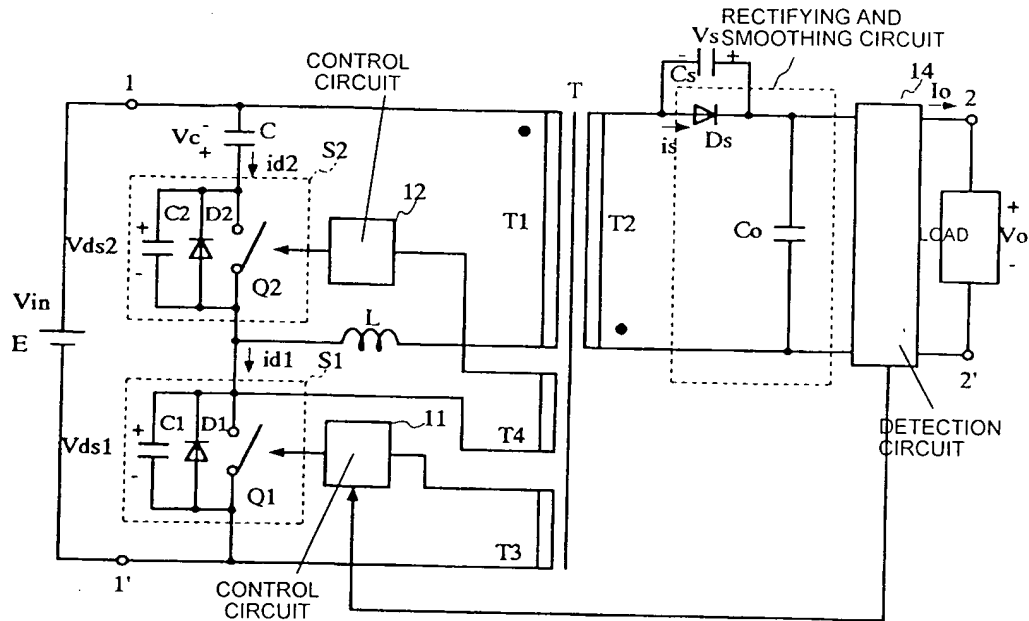 RECTIFYING AND
SMOOTHING CIRCUIT
Vs
- +
Cs
CONTROL
CIRCUIT
T
14
Io
2
1
Vc
-
+
C
id2
S2
is
Ds
12
C2
D2
T1
T2
Co
+
LOAD
Vo
-
Vds2
+
-
Q2
Vin
E
L
id1
S1
2'
C1
D1
11
T4
DETECTION
CIRCUIT
Vds1
+
-
Q1
T3
1'
CONTROL
CIRCUIT